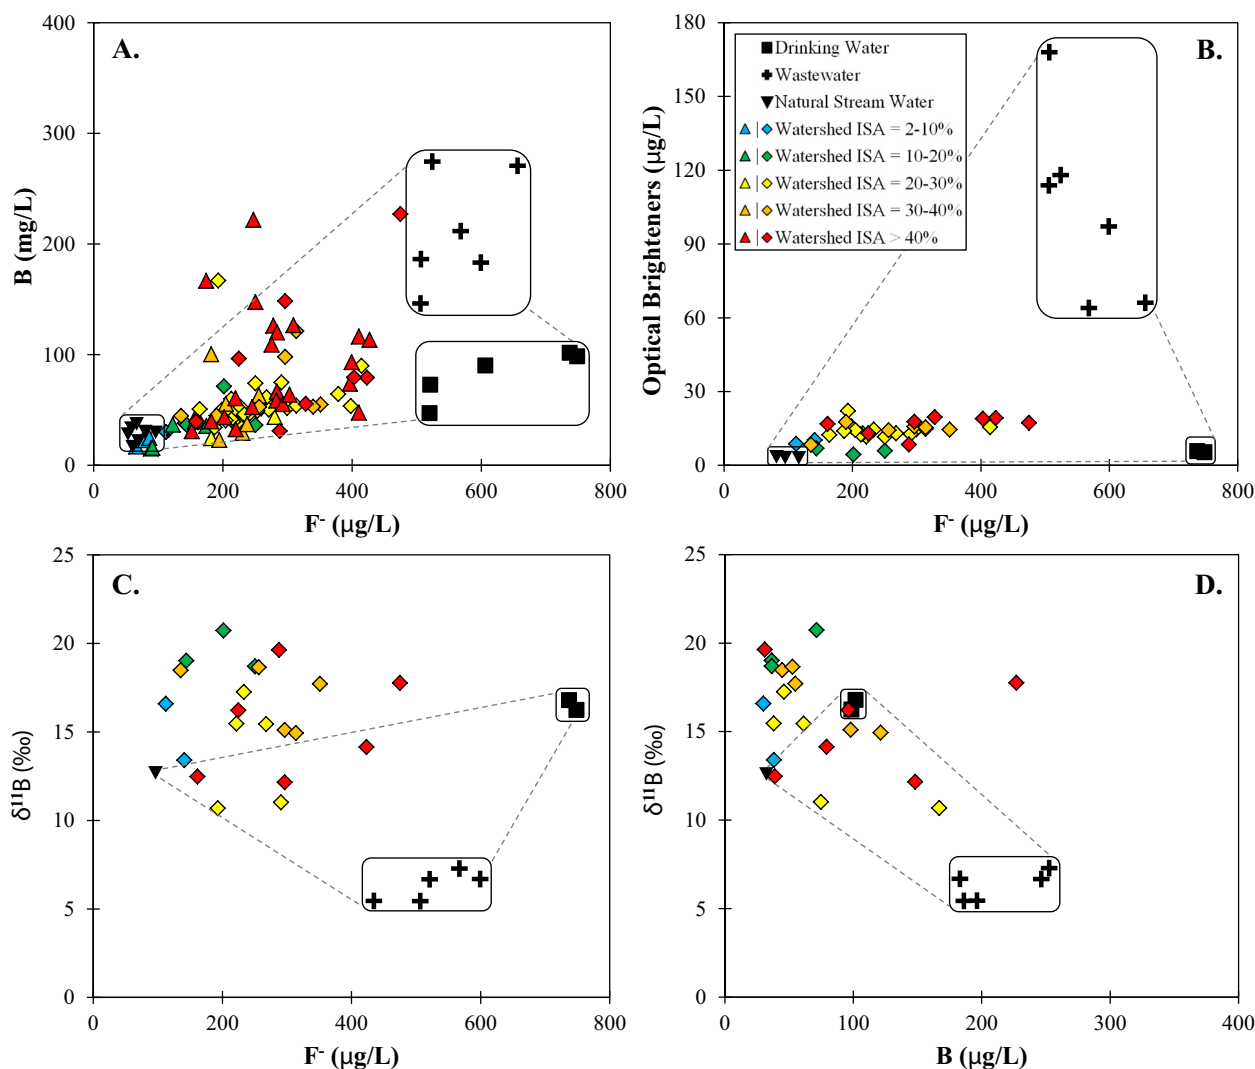 A.
400
300
200
100
0
B (mg/L)
0 200 400 600 800
F⁻ (µg/L)
B.
180
150
120
90
60
30
0
Optical Brighteners (µg/L)
Drinking Water
Wastewater
Natural Stream Water
| Watershed ISA = 2-10%
| Watershed ISA = 10-20%
| Watershed ISA = 20-30%
| Watershed ISA = 30-40%
| Watershed ISA > 40%
0 200 400 600 800
F⁻ (µg/L)
C.
25
20
15
10
5
0
δ¹¹B (‰)
0 200 400 600 800
F⁻ (µg/L)
D.
25
20
15
10
5
0
δ¹¹B (‰)
0 100 200 300 400
B (µg/L)